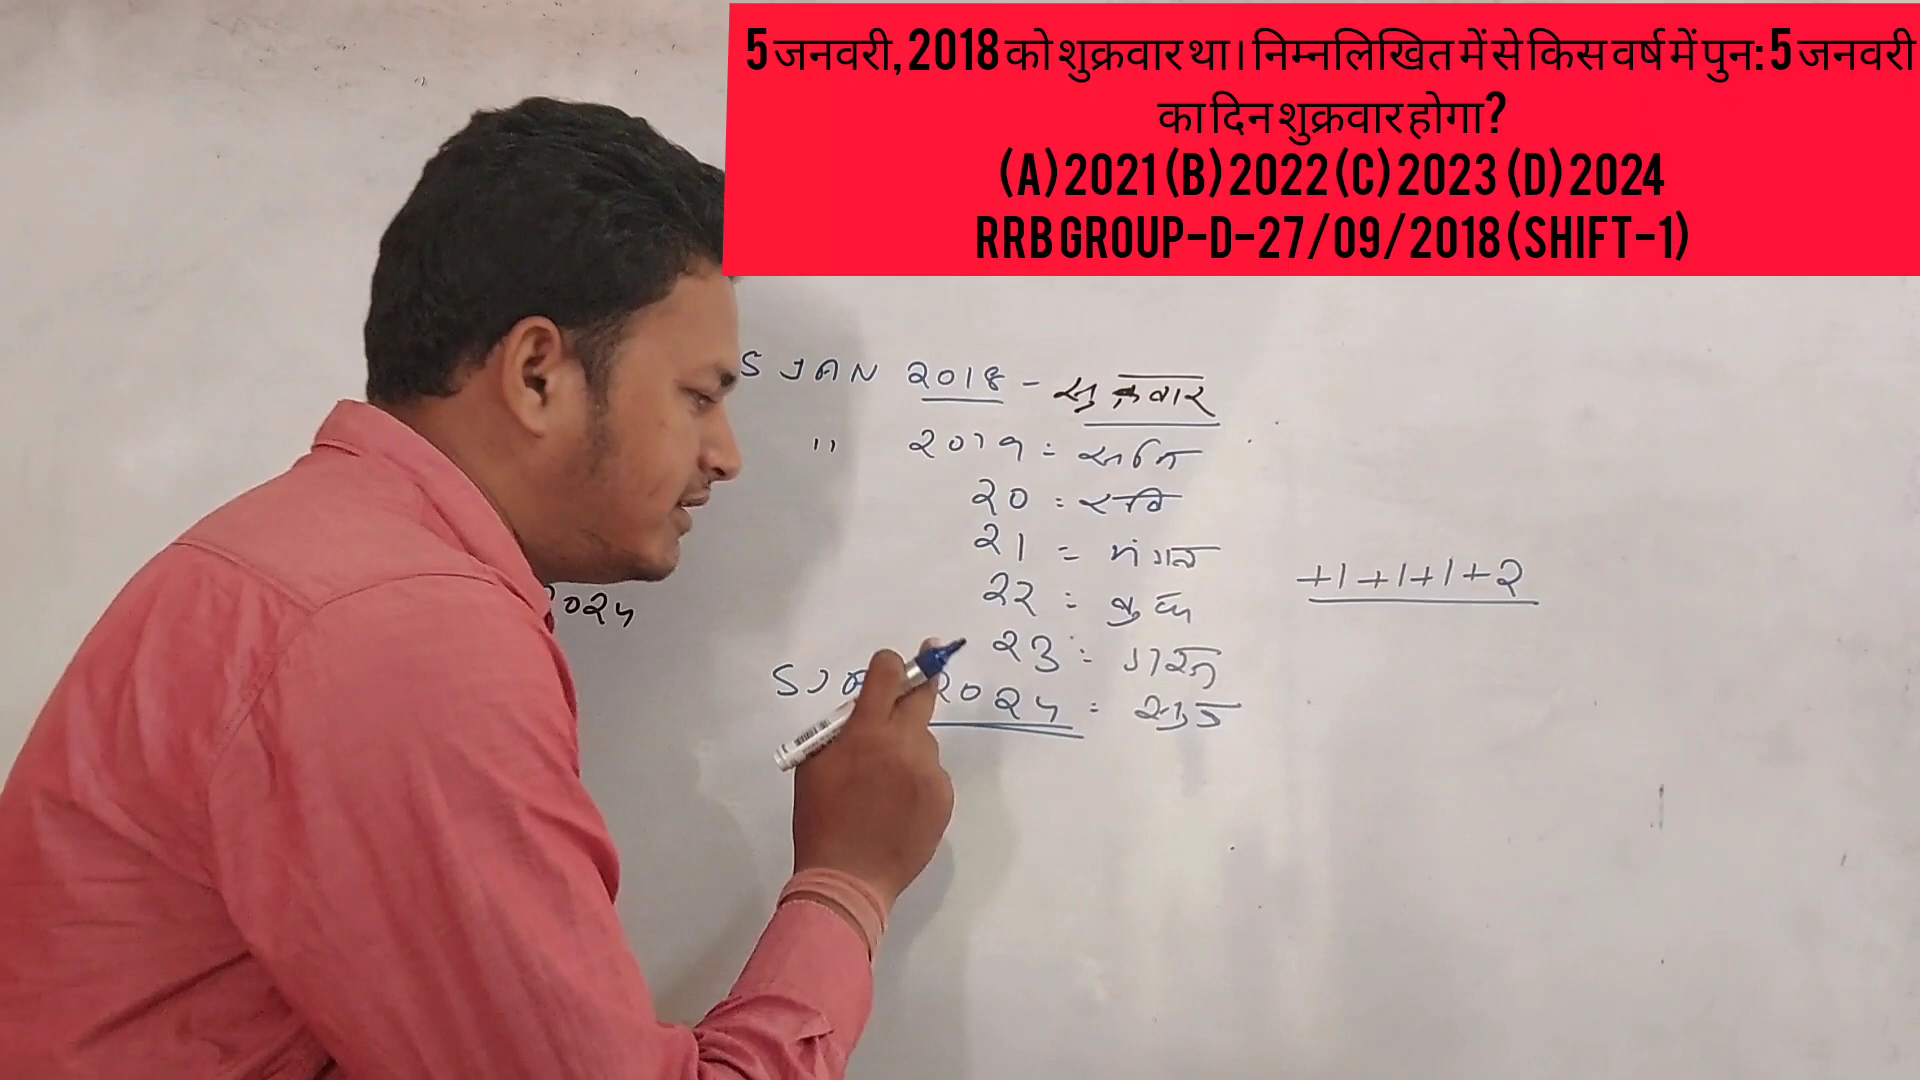 5 जनवरी, 2018 को शुक्रवार था। निम्नलिखित में से किस वर्ष में पुन: 5 जनवरी
का दिन शुक्रवार होगा?
(A) 2021 (B) 2022 (C) 2023 (D) 2024
RRB GROUP-D-27/09/2018 (SHIFT-1)
5 JAN 2018 - शुक्रवार
" 2019 = शनि
20 = रवि
21 = मंगल
22 = बुध
+1+1+1+2
23 = गुरु
5 JAN 2024 = शुक्र
2024